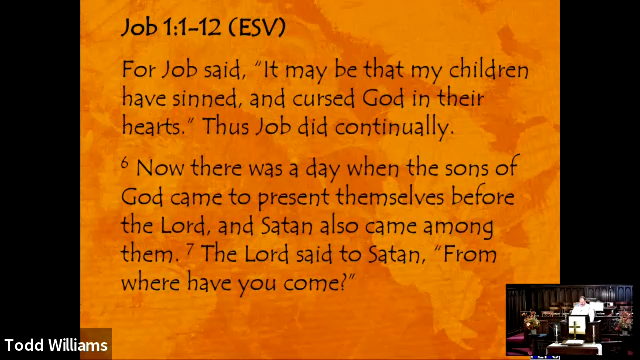 Job 1:1-12 (ESV)
For Job said, “It may be that my children
have sinned, and cursed God in their
hearts.” Thus Job did continually.
6 Now there was a day when the sons of
God came to present themselves before
the Lord, and Satan also came among
them. 7 The Lord said to Satan, “From
where have you come?”
Todd Williams